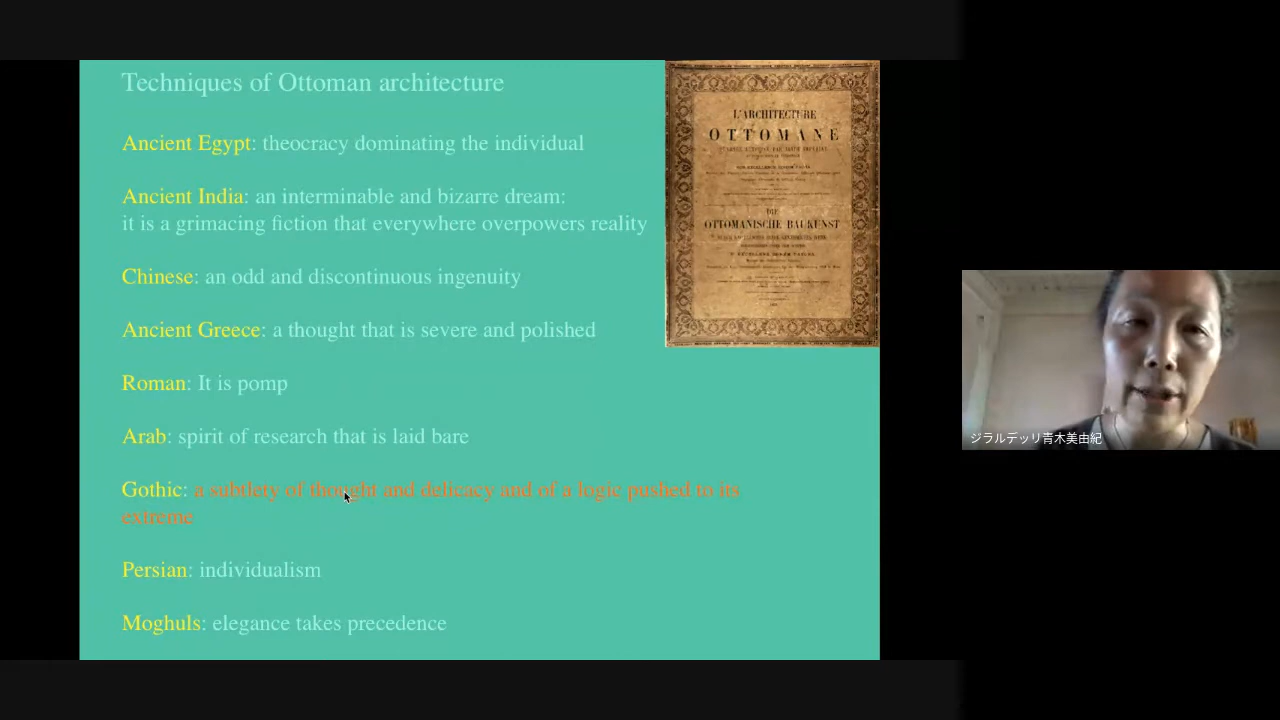 Techniques of Ottoman architecture
Ancient Egypt: theocracy dominating the individual
Ancient India: an interminable and bizarre dream:
it is a grimacing fiction that everywhere overpowers reality
Chinese: an odd and discontinuous ingenuity
Ancient Greece: a thought that is severe and polished
Roman: It is pomp
Arab: spirit of research that is laid bare
Gothic: a subtlety of thought and delicacy and of a logic pushed to its
extreme
Persian: individualism
Moghuls: elegance takes precedence
L'ARCHITECTURE
OTTOMANE
DIE
OTTOMANISCHE BAUKUNST
ジラルデッリ青木美由紀